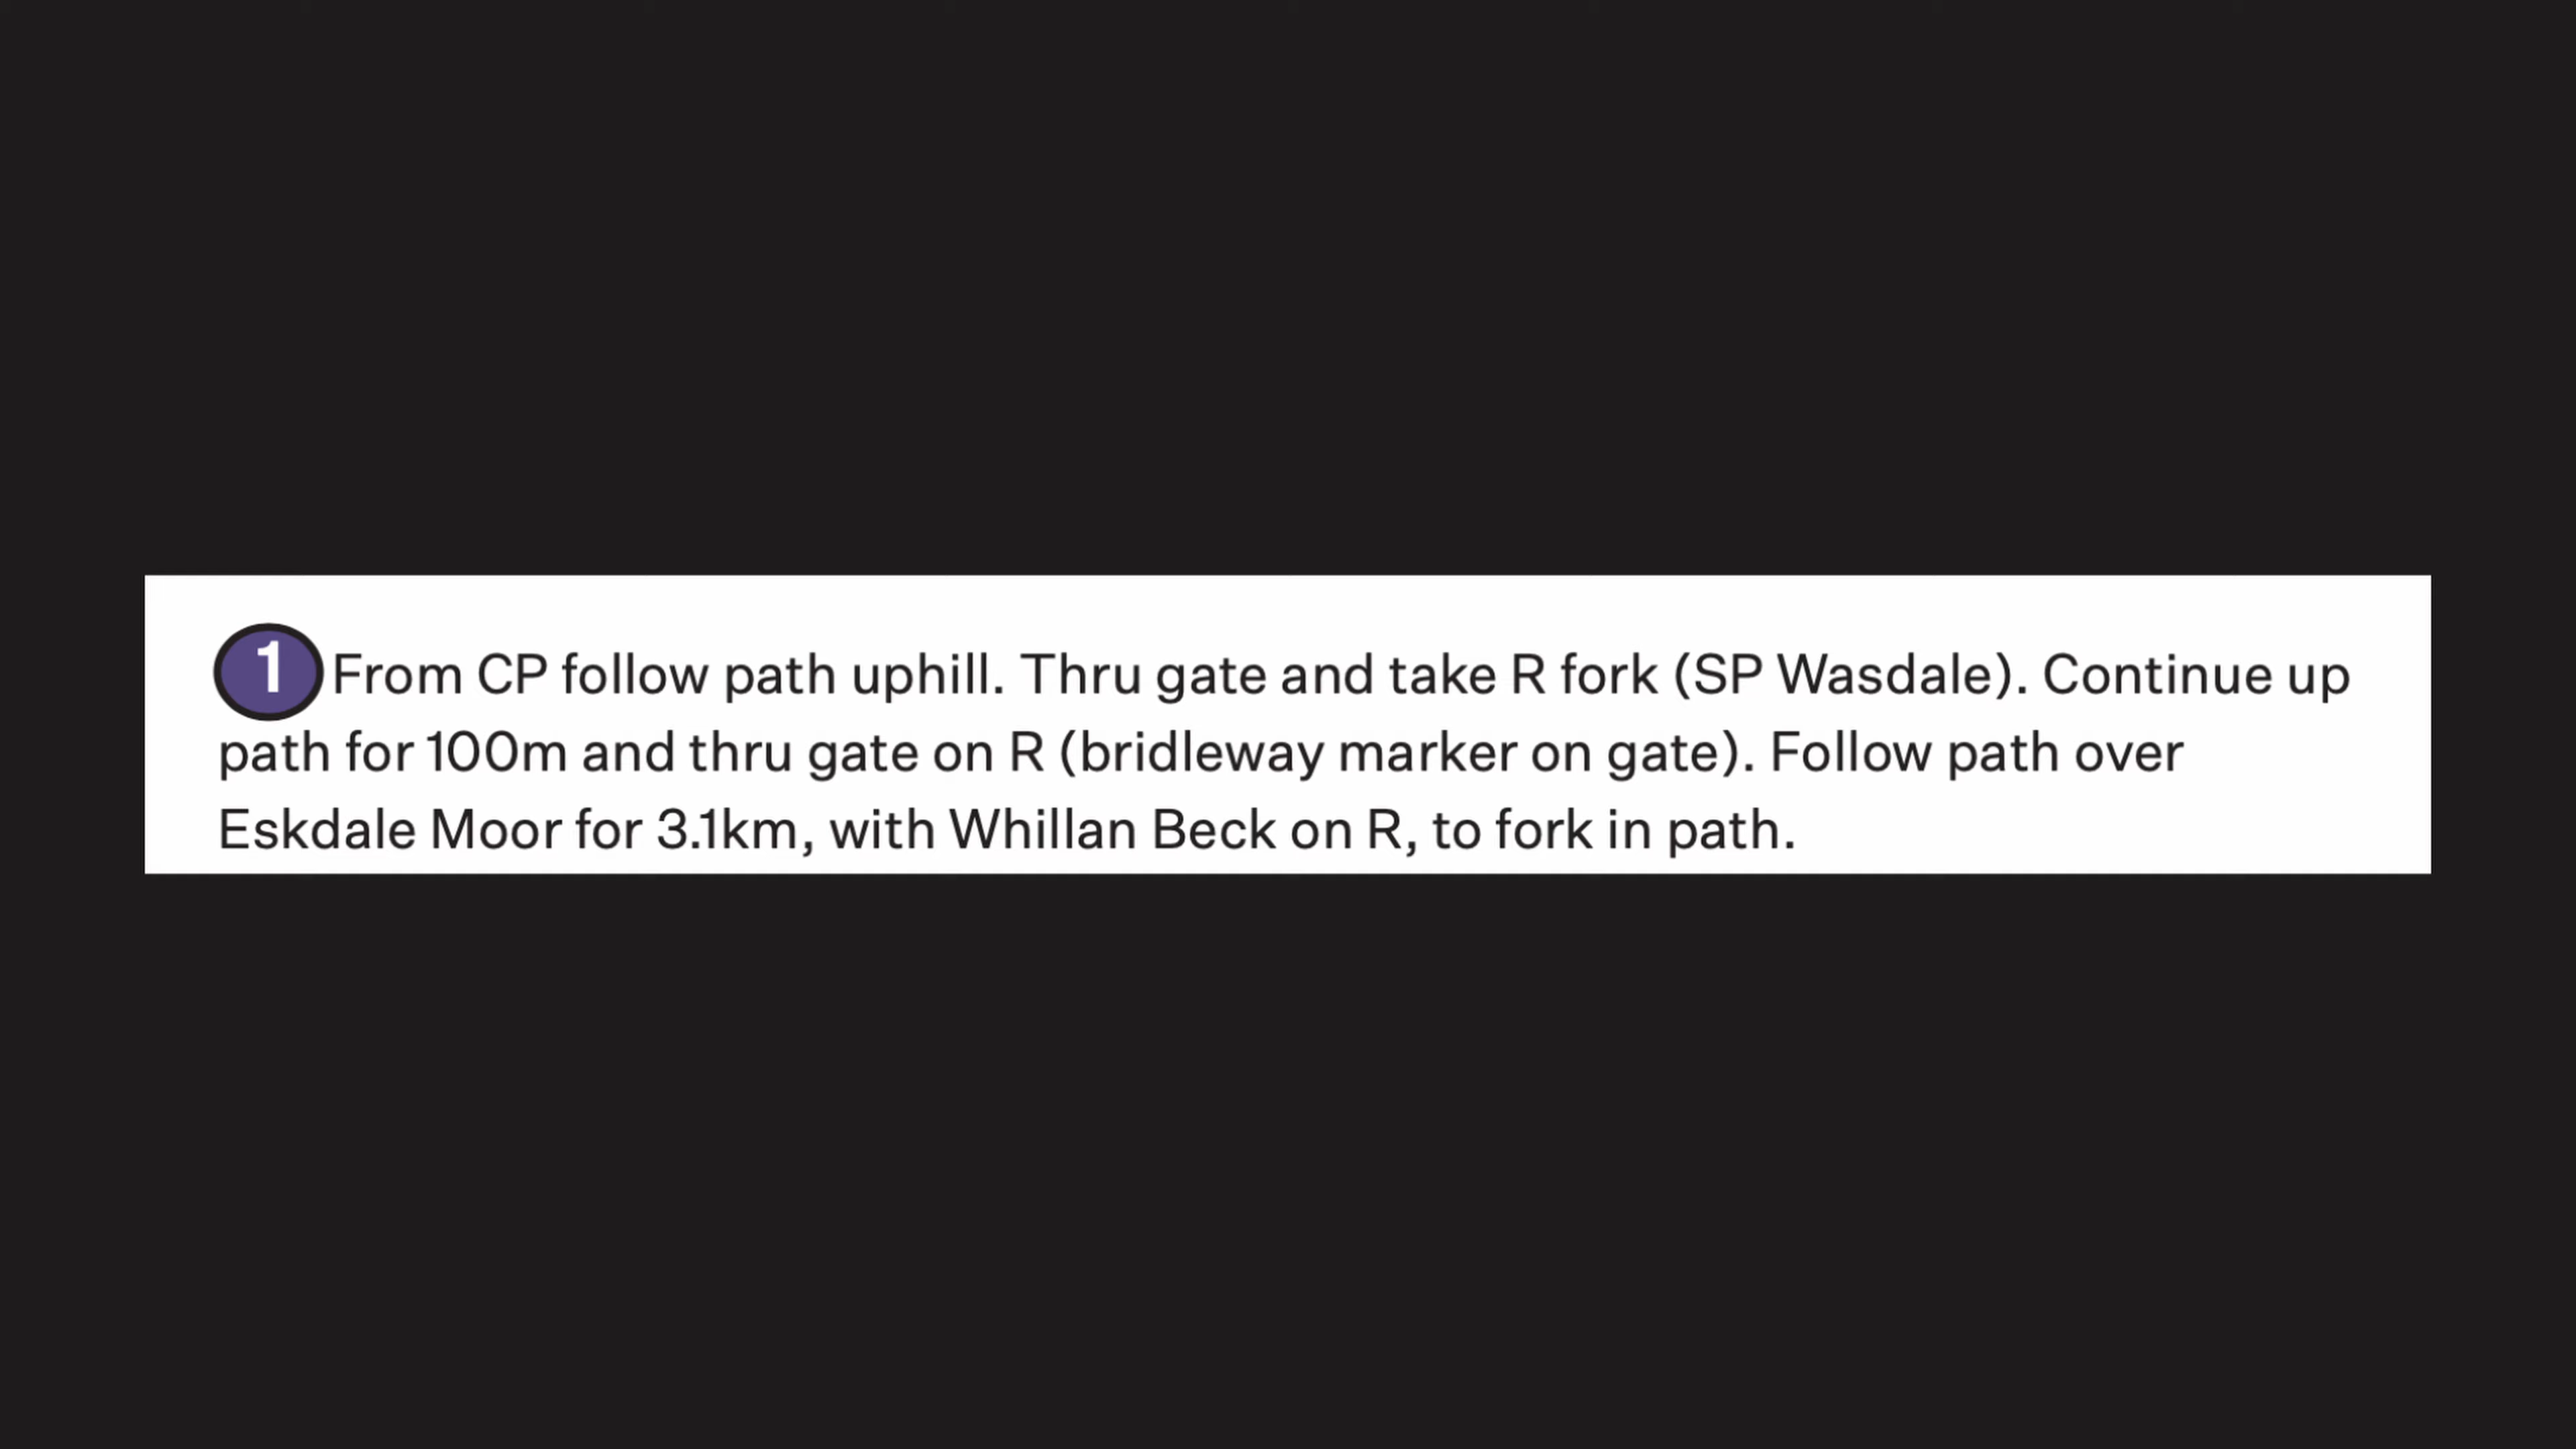 1 From CP follow path uphill. Thru gate and take R fork (SP Wasdale). Continue up
path for 100m and thru gate on R (bridleway marker on gate). Follow path over
Eskdale Moor for 3.1km, with Whillan Beck on R, to fork in path.